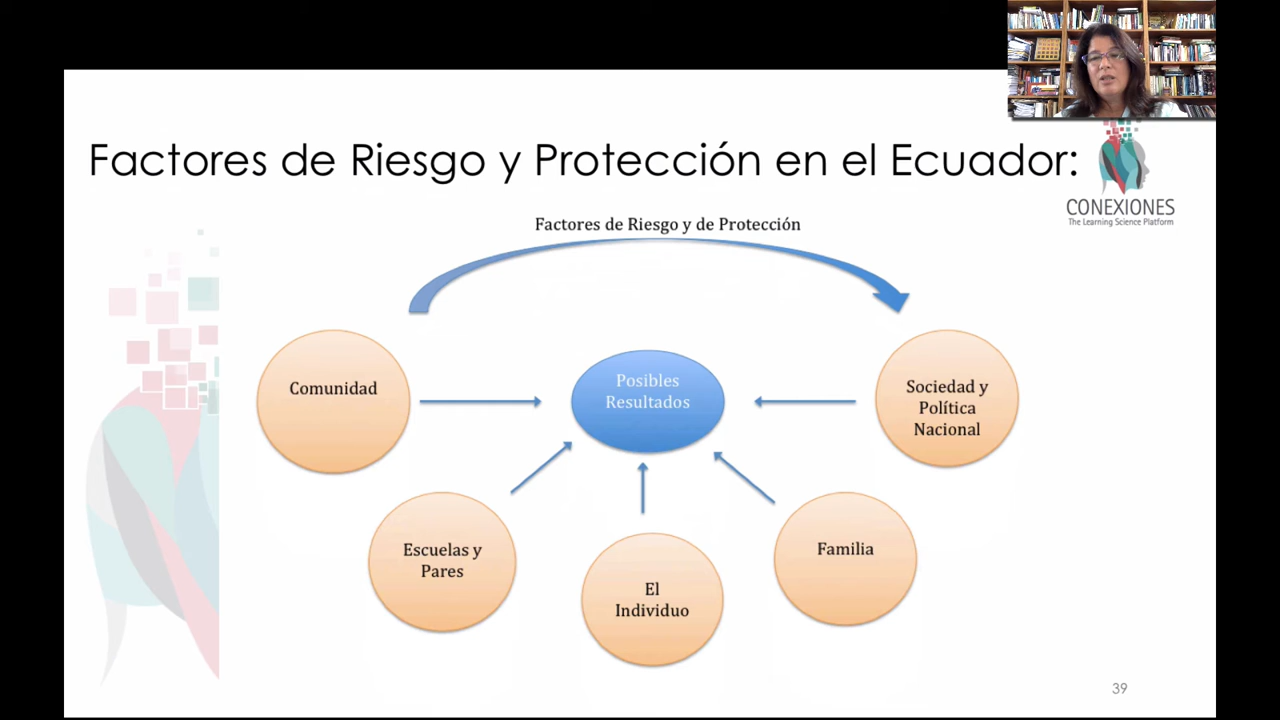 Factores de Riesgo y Protección en el Ecuador:
CONEXIONES
The Learning Science Platform
Factores de Riesgo y de Protección
Comunidad
Posibles
Resultados
Sociedad y
Política
Nacional
Escuelas y
Pares
El
Individuo
Familia
39